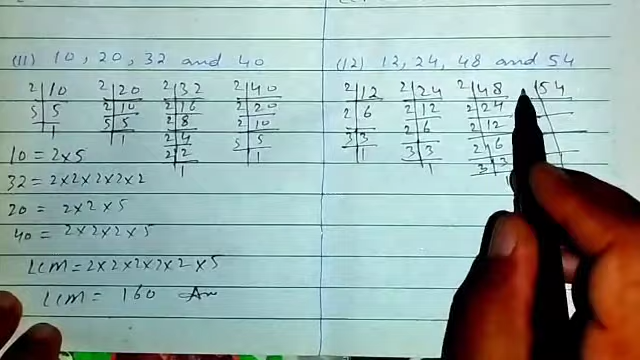 (11) 10, 20, 32 and 40
2 | 10
5 | 5
1
2 | 20
2 | 10
5 | 5
1
2 | 32
2 | 16
2 | 8
2 | 4
2 | 2
1
2 | 40
2 | 20
2 | 10
5 | 5
1
10 = 2×5
32 = 2×2×2×2×2
20 = 2×2×5
40 = 2×2×2×5
LCM = 2×2×2×2×2×5
LCM = 160 Ans
(12) 12, 24, 48 and 54
2 | 12
2 | 6
3 | 3
1
2 | 24
2 | 12
2 | 6
3 | 3
1
2 | 48
2 | 24
2 | 12
2 | 6
3 | 3
1
54